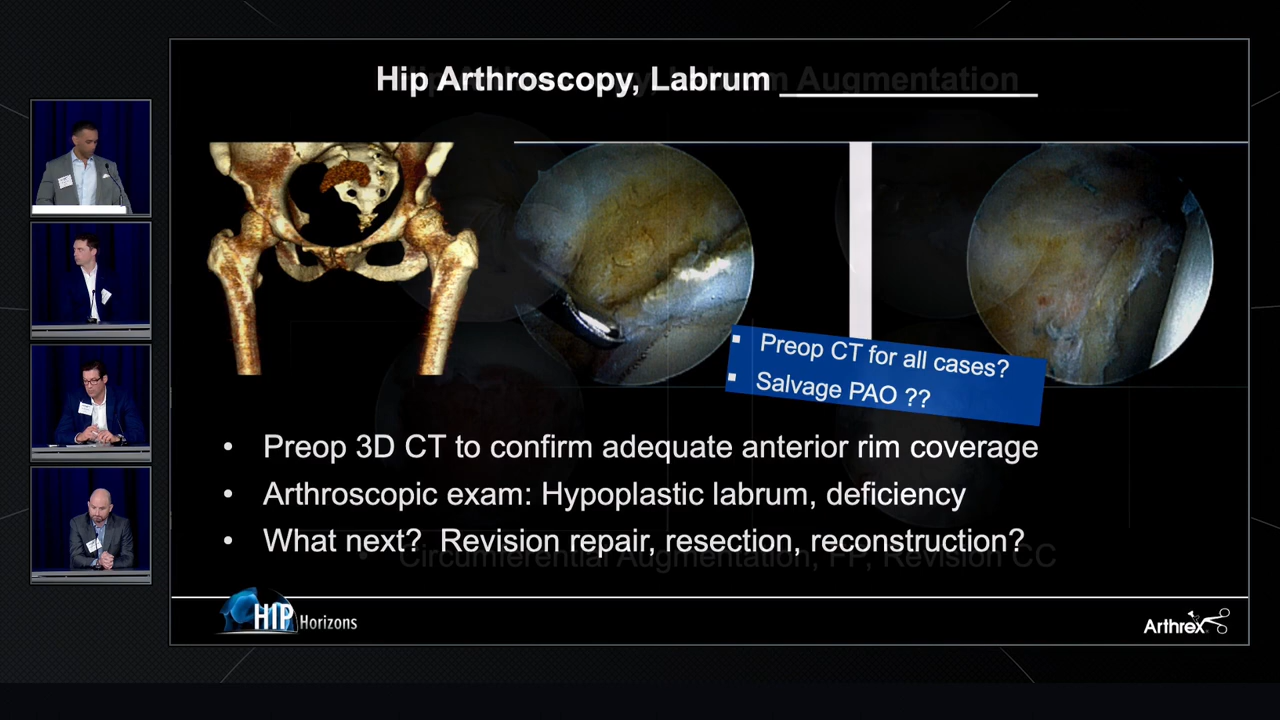 Hip Arthroscopy, Labrum ______________
Augmentation
Preop CT for all cases?
Salvage PAO ??
• Preop 3D CT to confirm adequate anterior rim coverage
• Arthroscopic exam: Hypoplastic labrum, deficiency
• What next? Revision repair, resection, reconstruction?
Circumferential Augmentation, FP, Revision CC
HIP Horizons
Arthrex